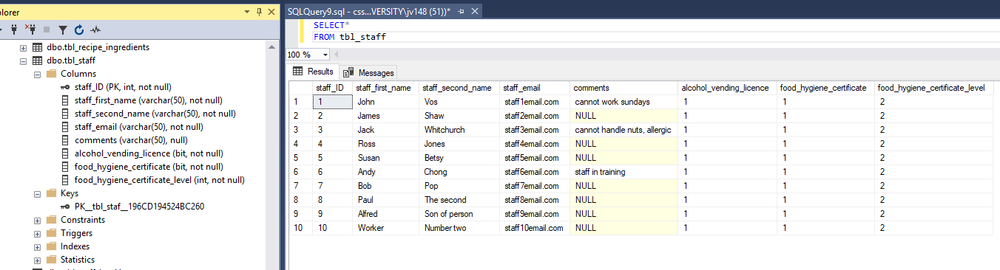 plorer
dbo.tbl_recipe_ingredients
dbo.tbl_staff
Columns
staff_ID (PK, int, not null)
staff_first_name (varchar(50), not null)
staff_second_name (varchar(50), not null)
staff_email (varchar(50), not null)
comments (varchar(50), null)
alcohol_vending_licence (bit, not null)
food_hygiene_certificate (bit, not null)
food_hygiene_certificate_level (int, not null)
Keys
PK__tbl_staf__196CD194524BC260
Constraints
Triggers
Indexes
Statistics
SQLQuery9.sql - css...VERSITY\jv148 (51))*
SELECT*
FROM tbl_staff
100 %
Results Messages
staff_ID staff_first_name staff_second_name staff_email comments alcohol_vending_licence food_hygiene_certificate food_hygiene_certificate_level
1 1 John Vos staff1email.com cannot work sundays 1 1 2
2 2 James Shaw staff2email.com NULL 1 1 2
3 3 Jack Whitchurch staff3email.com cannot handle nuts, allergic 1 1 2
4 4 Ross Jones staff4email.com NULL 1 1 2
5 5 Susan Betsy staff5email.com NULL 1 1 2
6 6 Andy Chong staff6email.com staff in training 1 1 2
7 7 Bob Pop staff7email.com NULL 1 1 2
8 8 Paul The second staff8email.com NULL 1 1 2
9 9 Alfred Son of person staff9email.com NULL 1 1 2
10 10 Worker Number two staff10email.com NULL 1 1 2